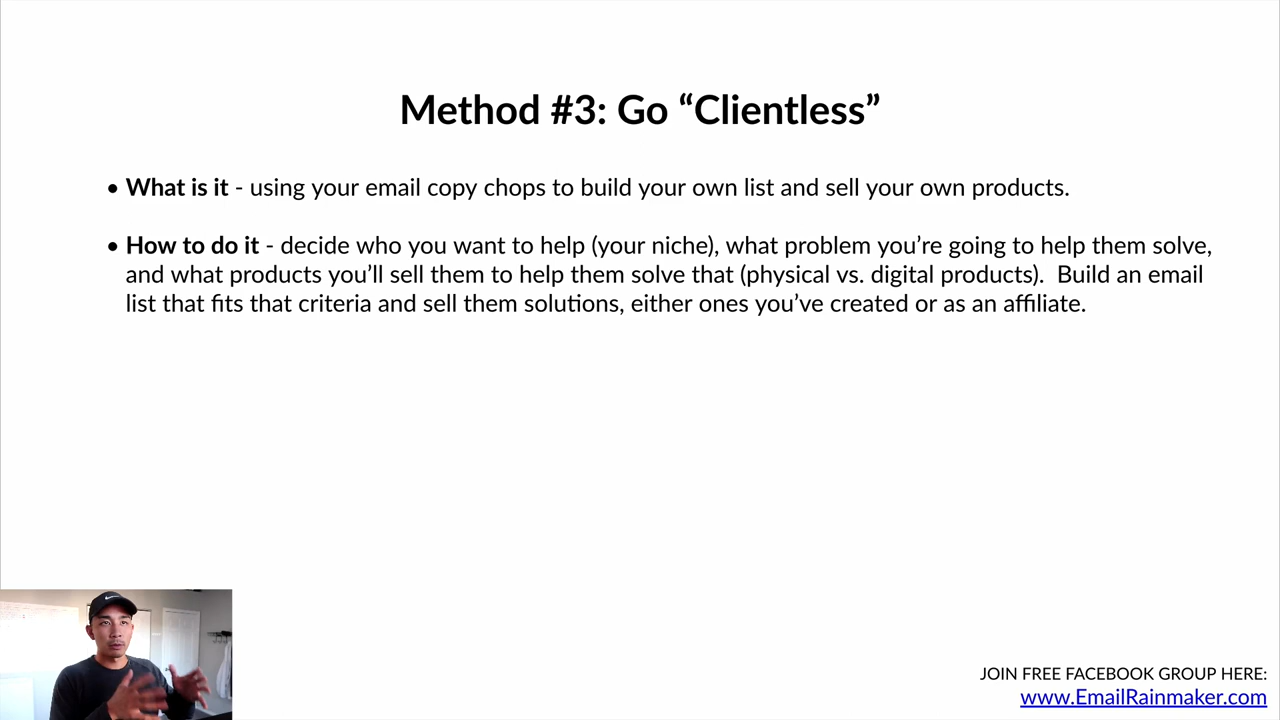 Method #3: Go “Clientless”
• What is it - using your email copy chops to build your own list and sell your own products.
• How to do it - decide who you want to help (your niche), what problem you’re going to help them solve,
and what products you’ll sell them to help them solve that (physical vs. digital products).  Build an email
list that fits that criteria and sell them solutions, either ones you’ve created or as an affiliate.
JOIN FREE FACEBOOK GROUP HERE:
www.EmailRainmaker.com